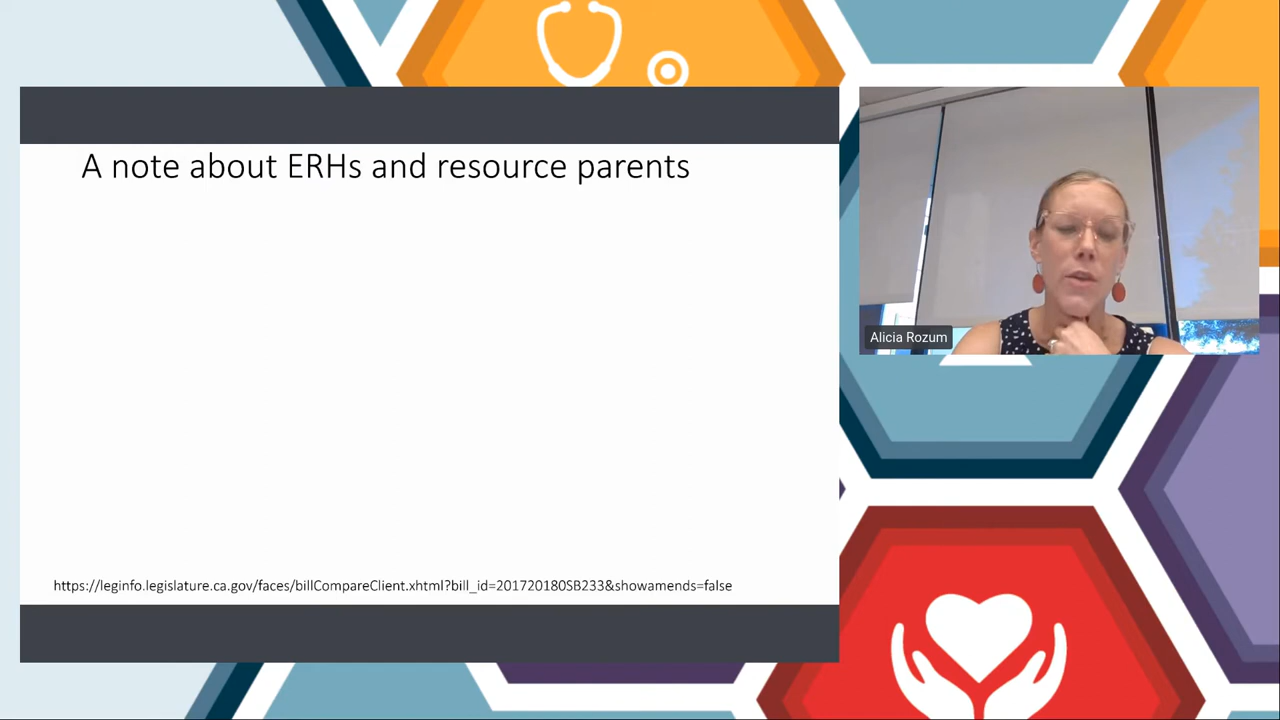 A note about ERHs and resource parents
https://leginfo.legislature.ca.gov/faces/billCompareClient.xhtml?bill_id=201720180SB233&showamends=false
Alicia Rozum